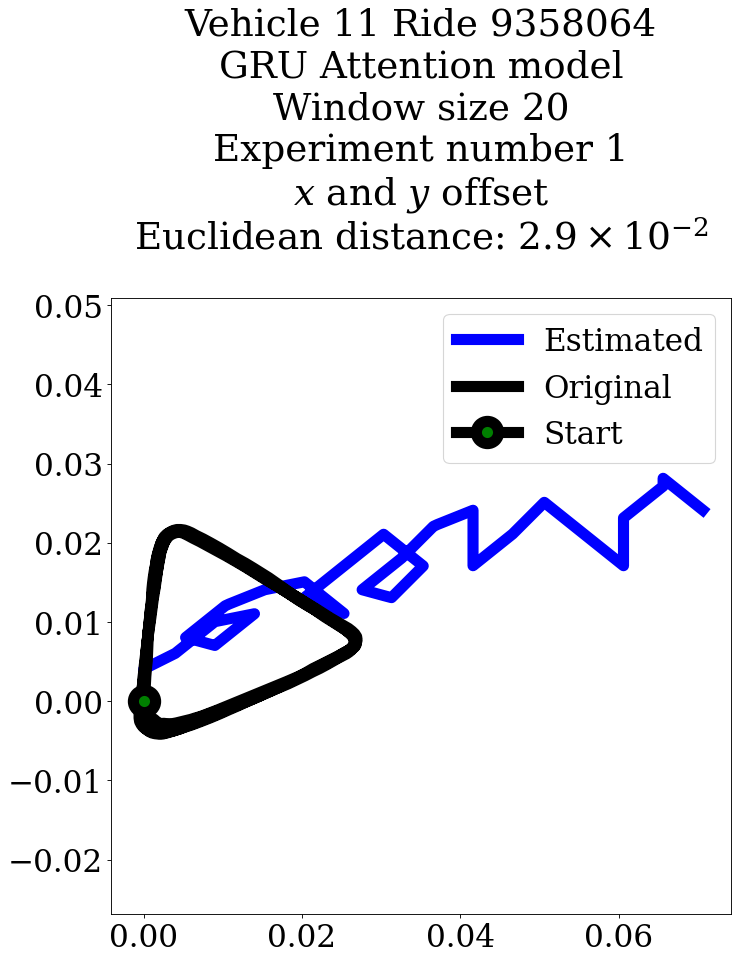 Vehicle 11 Ride 9358064
GRU Attention model
Window size 20
Experiment number 1
x and y offset
Euclidean distance: 2.9 × 10⁻²
Estimated
Original
Start
0.05
0.04
0.03
0.02
0.01
0.00
−0.01
−0.02
0.00 0.02 0.04 0.06